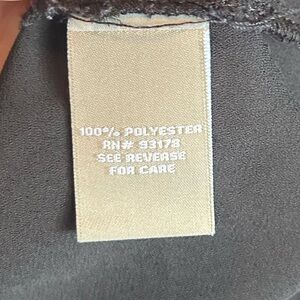 100% POLYESTER
RN# 93178
SEE REVERSE
FOR CARE